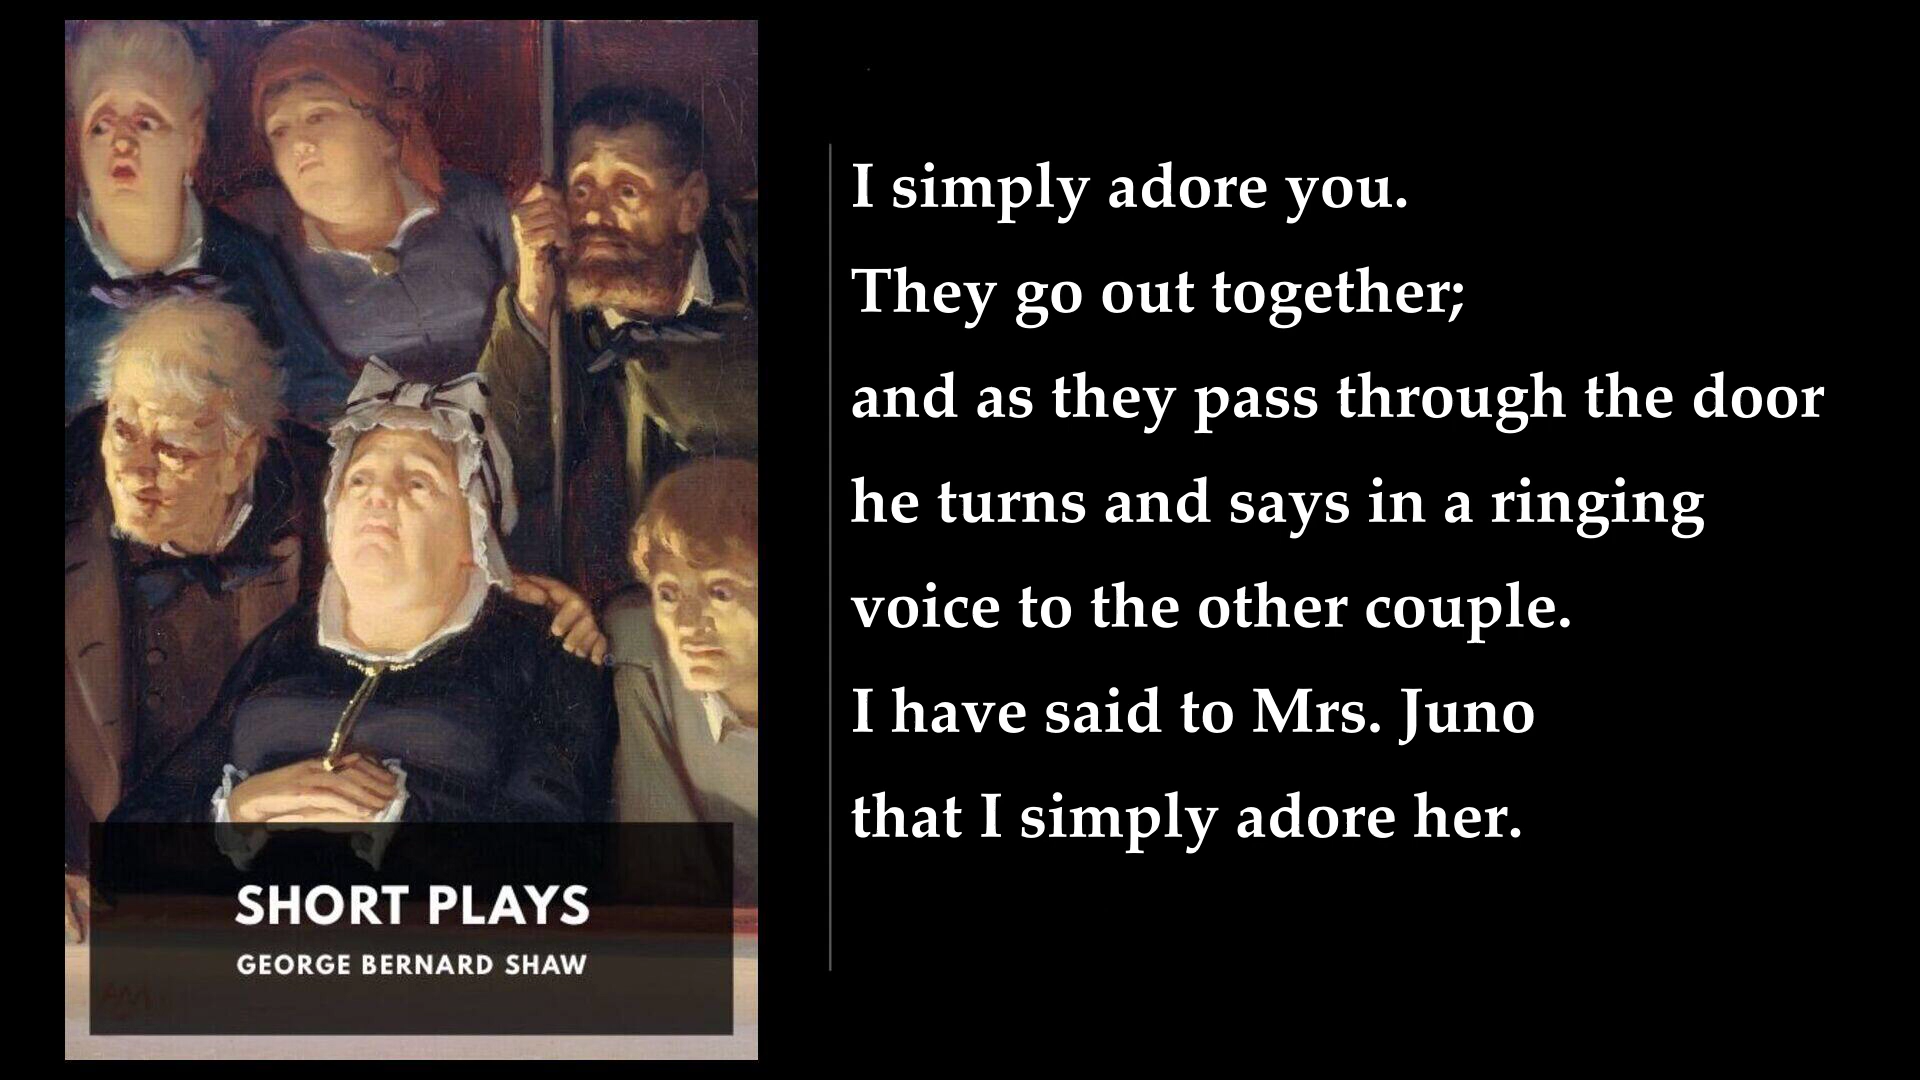 I simply adore you.
They go out together;
and as they pass through the door
he turns and says in a ringing
voice to the other couple.
I have said to Mrs. Juno
that I simply adore her.
SHORT PLAYS
GEORGE BERNARD SHAW